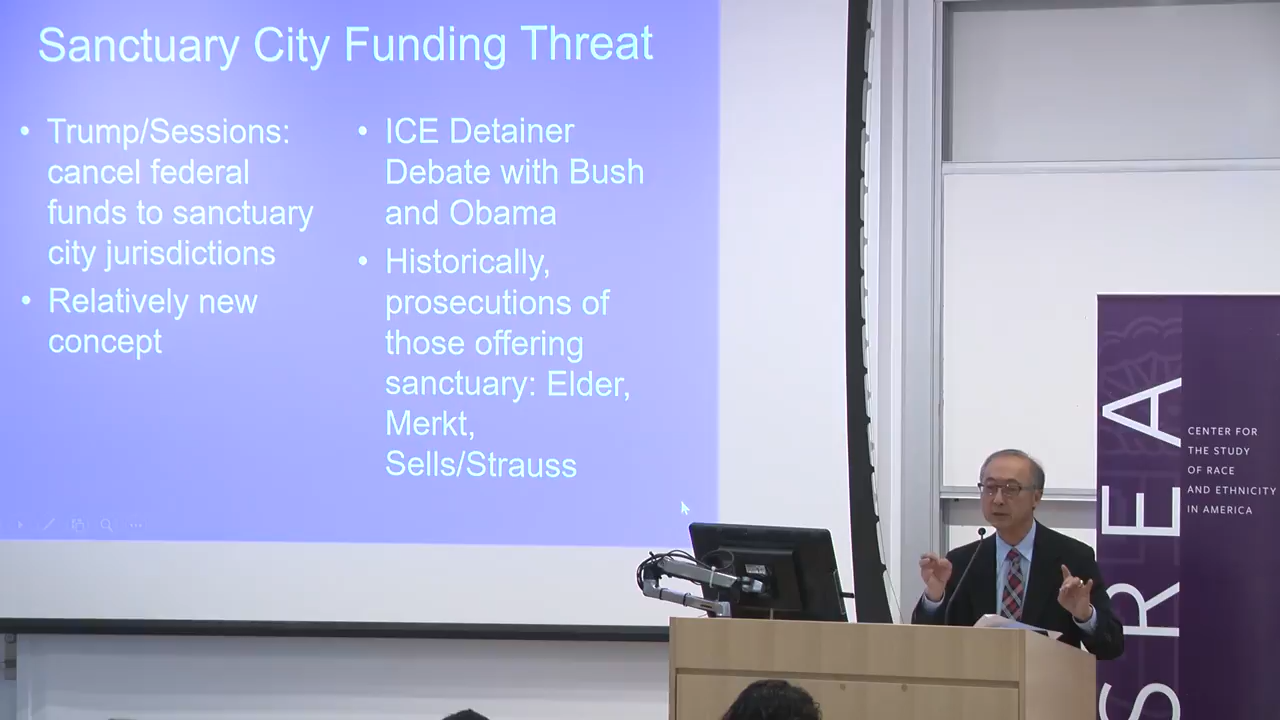 Sanctuary City Funding Threat
• Trump/Sessions:
cancel federal
funds to sanctuary
city jurisdictions
• Relatively new
concept
• ICE Detainer
Debate with Bush
and Obama
• Historically,
prosecutions of
those offering
sanctuary: Elder,
Merkt,
Sells/Strauss
SREA
CENTER FOR
THE STUDY
OF RACE
AND ETHNICITY
IN AMERICA